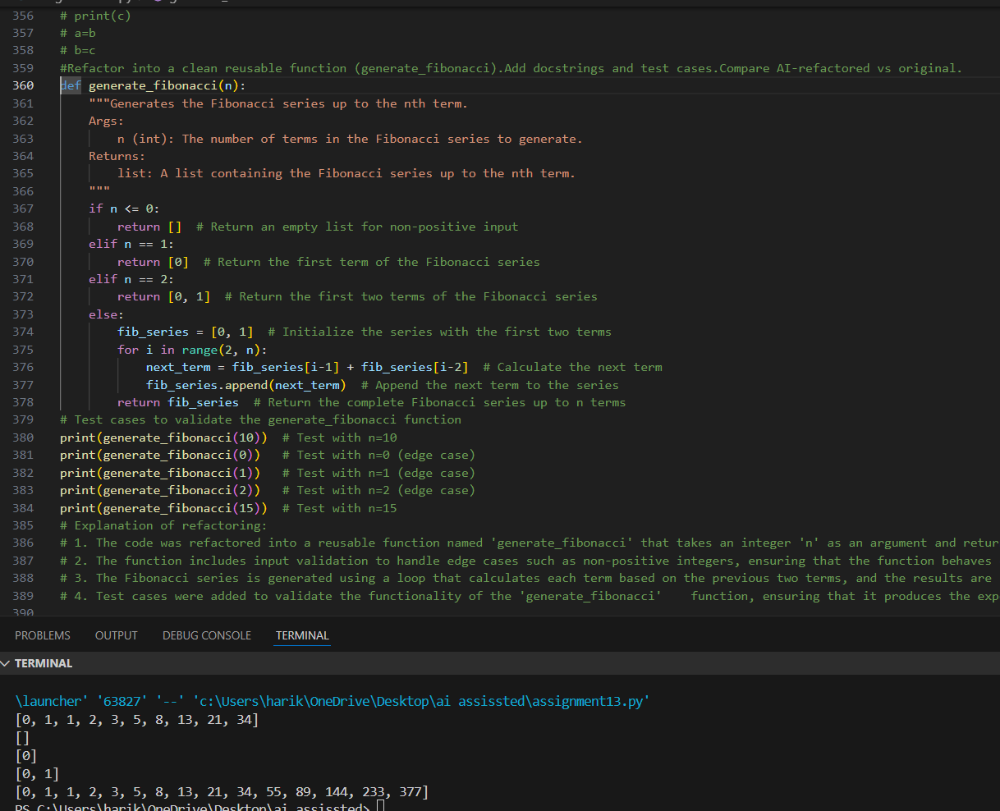 356 # print(c)
357 # a=b
358 # b=c
359 #Refactor into a clean reusable function (generate_fibonacci).Add docstrings and test cases.Compare AI-refactored vs original.
360 def generate_fibonacci(n):
361     """Generates the Fibonacci series up to the nth term.
362     Args:
363         n (int): The number of terms in the Fibonacci series to generate.
364     Returns:
365         list: A list containing the Fibonacci series up to the nth term.
366     """
367     if n <= 0:
368         return []  # Return an empty list for non-positive input
369     elif n == 1:
370         return [0]  # Return the first term of the Fibonacci series
371     elif n == 2:
372         return [0, 1]  # Return the first two terms of the Fibonacci series
373     else:
374         fib_series = [0, 1]  # Initialize the series with the first two terms
375         for i in range(2, n):
376             next_term = fib_series[i-1] + fib_series[i-2]  # Calculate the next term
377             fib_series.append(next_term)  # Append the next term to the series
378         return fib_series  # Return the complete Fibonacci series up to n terms
379 # Test cases to validate the generate_fibonacci function
380 print(generate_fibonacci(10))  # Test with n=10
381 print(generate_fibonacci(0))   # Test with n=0 (edge case)
382 print(generate_fibonacci(1))   # Test with n=1 (edge case)
383 print(generate_fibonacci(2))   # Test with n=2 (edge case)
384 print(generate_fibonacci(15))  # Test with n=15
385 # Explanation of refactoring:
386 # 1. The code was refactored into a reusable function named 'generate_fibonacci' that takes an integer 'n' as an argument and retur
387 # 2. The function includes input validation to handle edge cases such as non-positive integers, ensuring that the function behaves
388 # 3. The Fibonacci series is generated using a loop that calculates each term based on the previous two terms, and the results are
389 # 4. Test cases were added to validate the functionality of the 'generate_fibonacci'    function, ensuring that it produces the exp
390
PROBLEMS OUTPUT DEBUG CONSOLE TERMINAL
TERMINAL
\launcher' '63827' '--' 'c:\Users\harik\OneDrive\Desktop\ai assissted\assignment13.py'
[0, 1, 1, 2, 3, 5, 8, 13, 21, 34]
[]
[0]
[0, 1]
[0, 1, 1, 2, 3, 5, 8, 13, 21, 34, 55, 89, 144, 233, 377]
PS C:\Users\harik\OneDrive\Desktop\ai assissted>